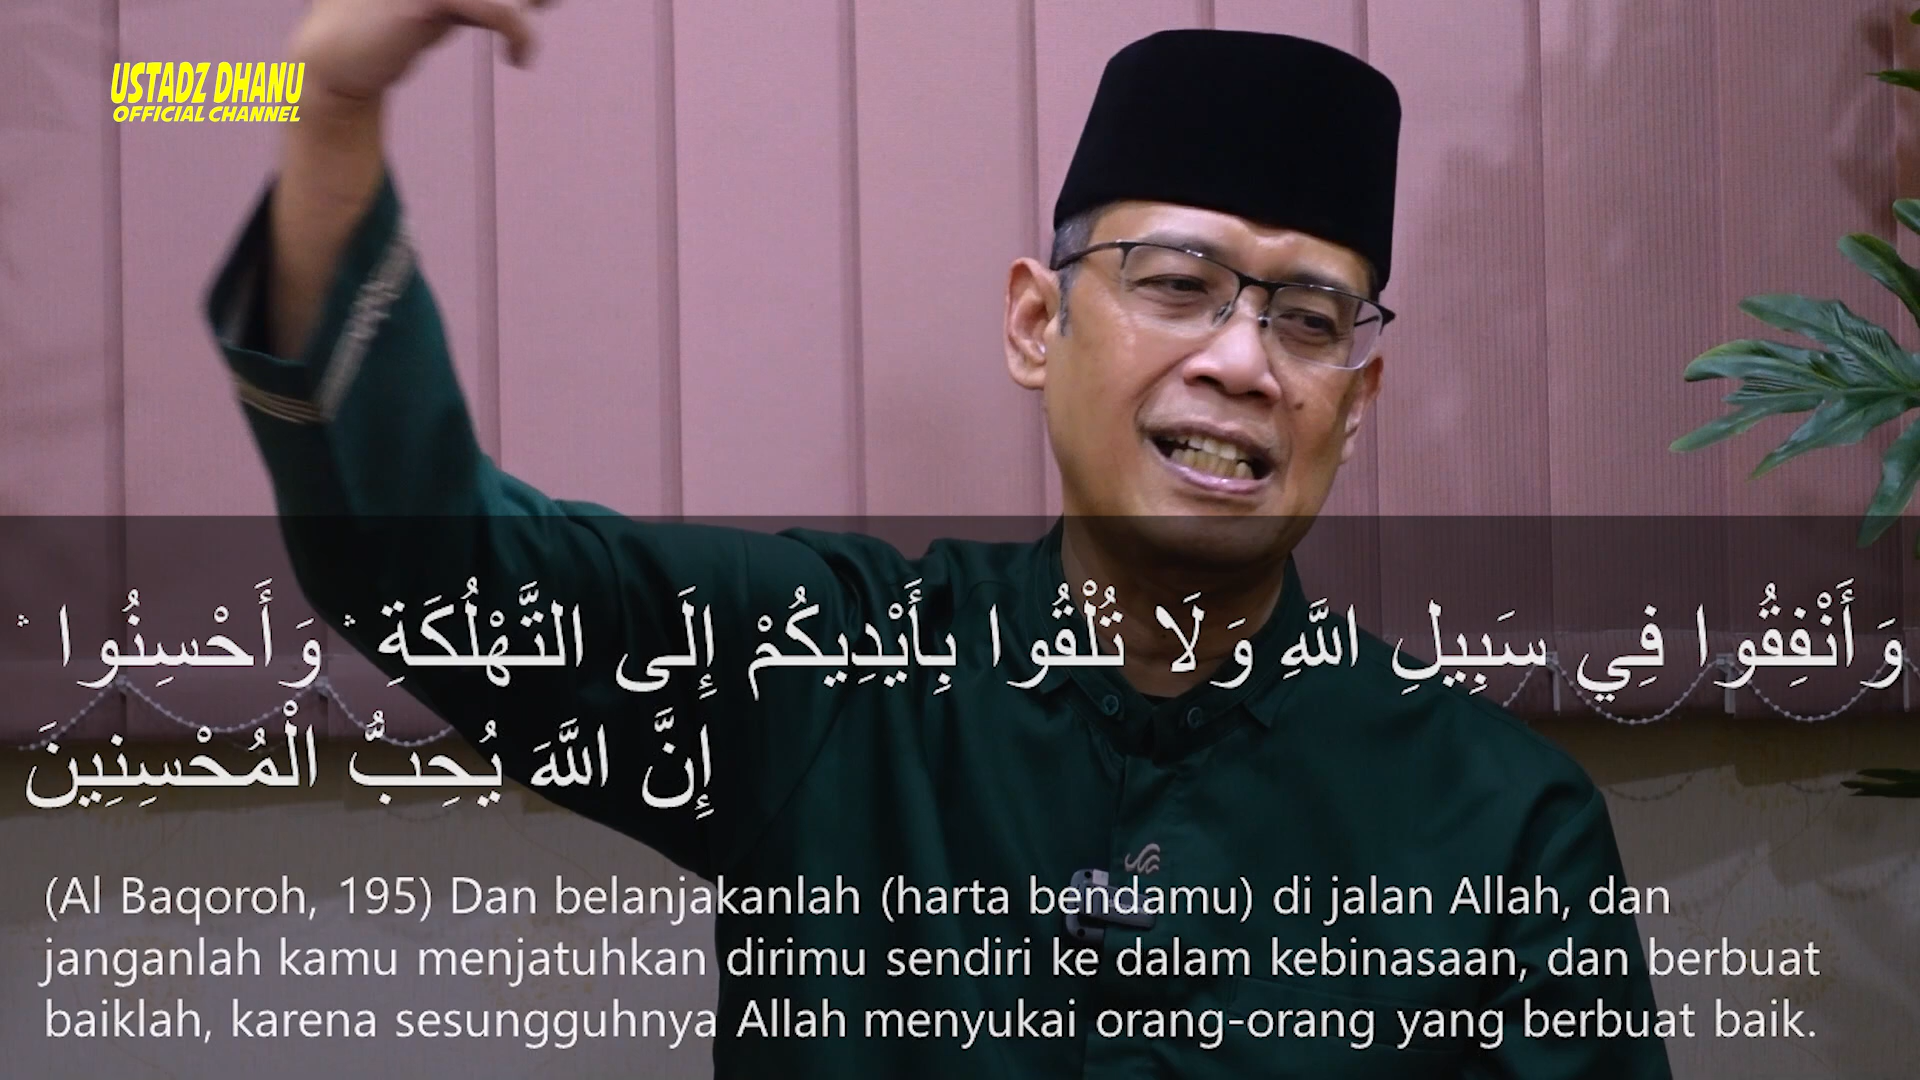 USTADZ DHANU
OFFICIAL CHANNEL
وَأَنْفِقُوا فِي سَبِيلِ اللَّهِ وَلَا تُلْقُوا بِأَيْدِيكُمْ إِلَى التَّهْلُكَةِ ۛ وَأَحْسِنُوا ۛ
إِنَّ اللَّهَ يُحِبُّ الْمُحْسِنِينَ
(Al Baqoroh, 195) Dan belanjakanlah (harta bendamu) di jalan Allah, dan
janganlah kamu menjatuhkan dirimu sendiri ke dalam kebinasaan, dan berbuat
baiklah, karena sesungguhnya Allah menyukai orang-orang yang berbuat baik.